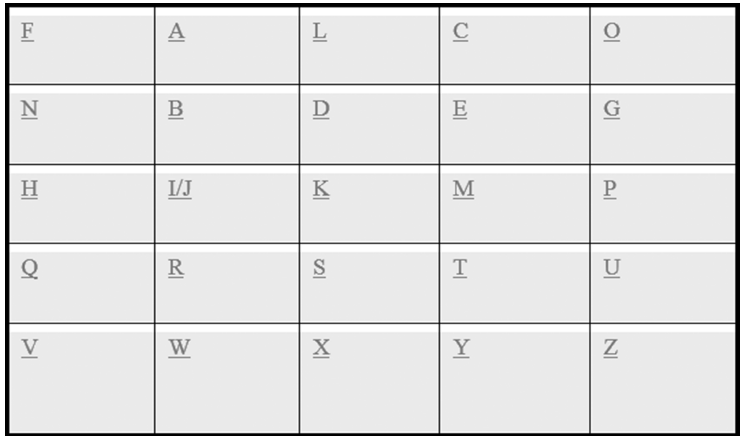 F A L C O
N B D E G
H I/J K M P
Q R S T U
V W X Y Z